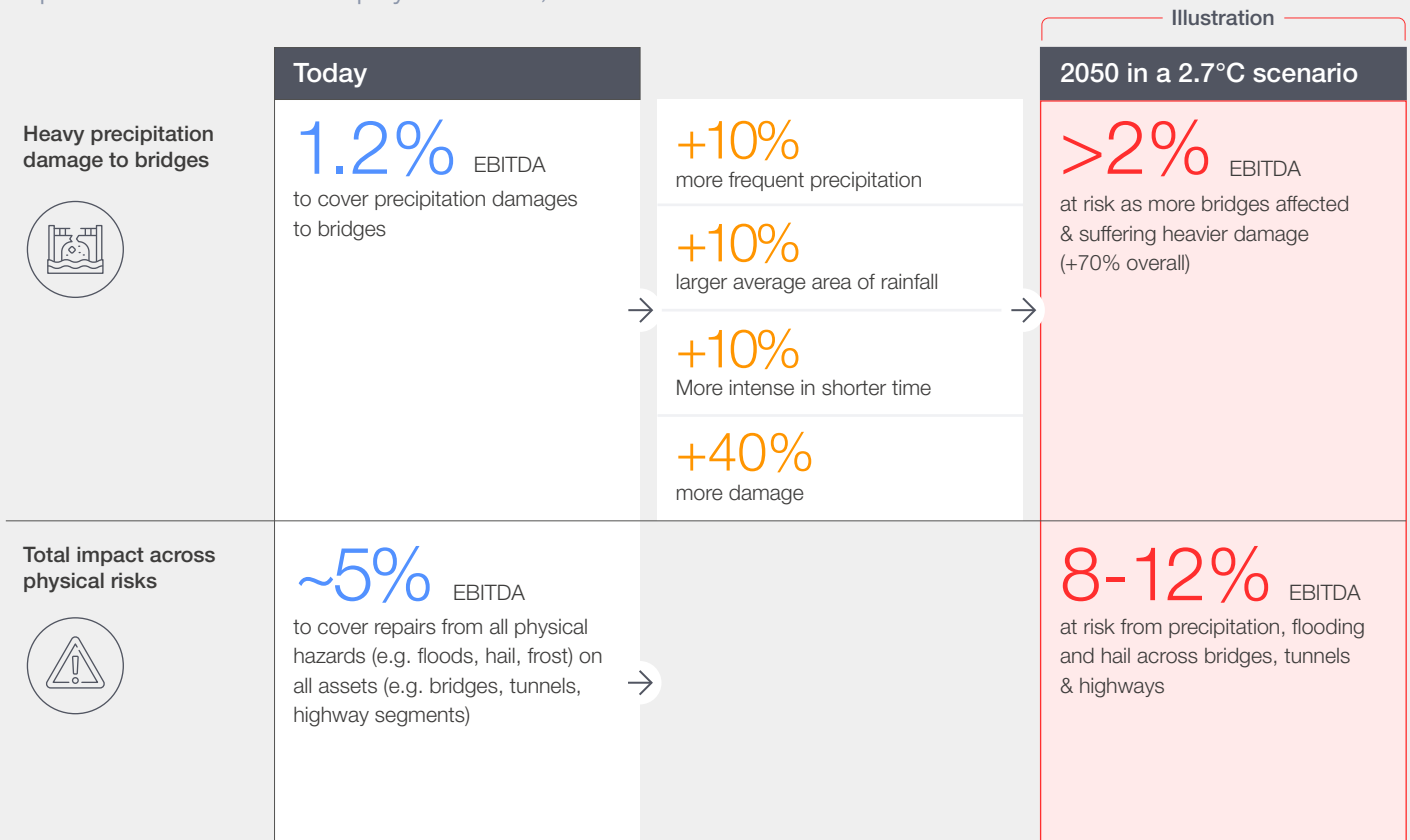 Illustration
Today
2050 in a 2.7°C scenario
Heavy precipitation
damage to bridges
1.2% EBITDA
to cover precipitation damages
to bridges
+10%
more frequent precipitation
+10%
larger average area of rainfall
+10%
More intense in shorter time
+40%
more damage
>2% EBITDA
at risk as more bridges affected
& suffering heavier damage
(+70% overall)
Total impact across
physical risks
~5% EBITDA
to cover repairs from all physical
hazards (e.g. floods, hail, frost) on
all assets (e.g. bridges, tunnels,
highway segments)
8-12% EBITDA
at risk from precipitation, flooding
and hail across bridges, tunnels
& highways